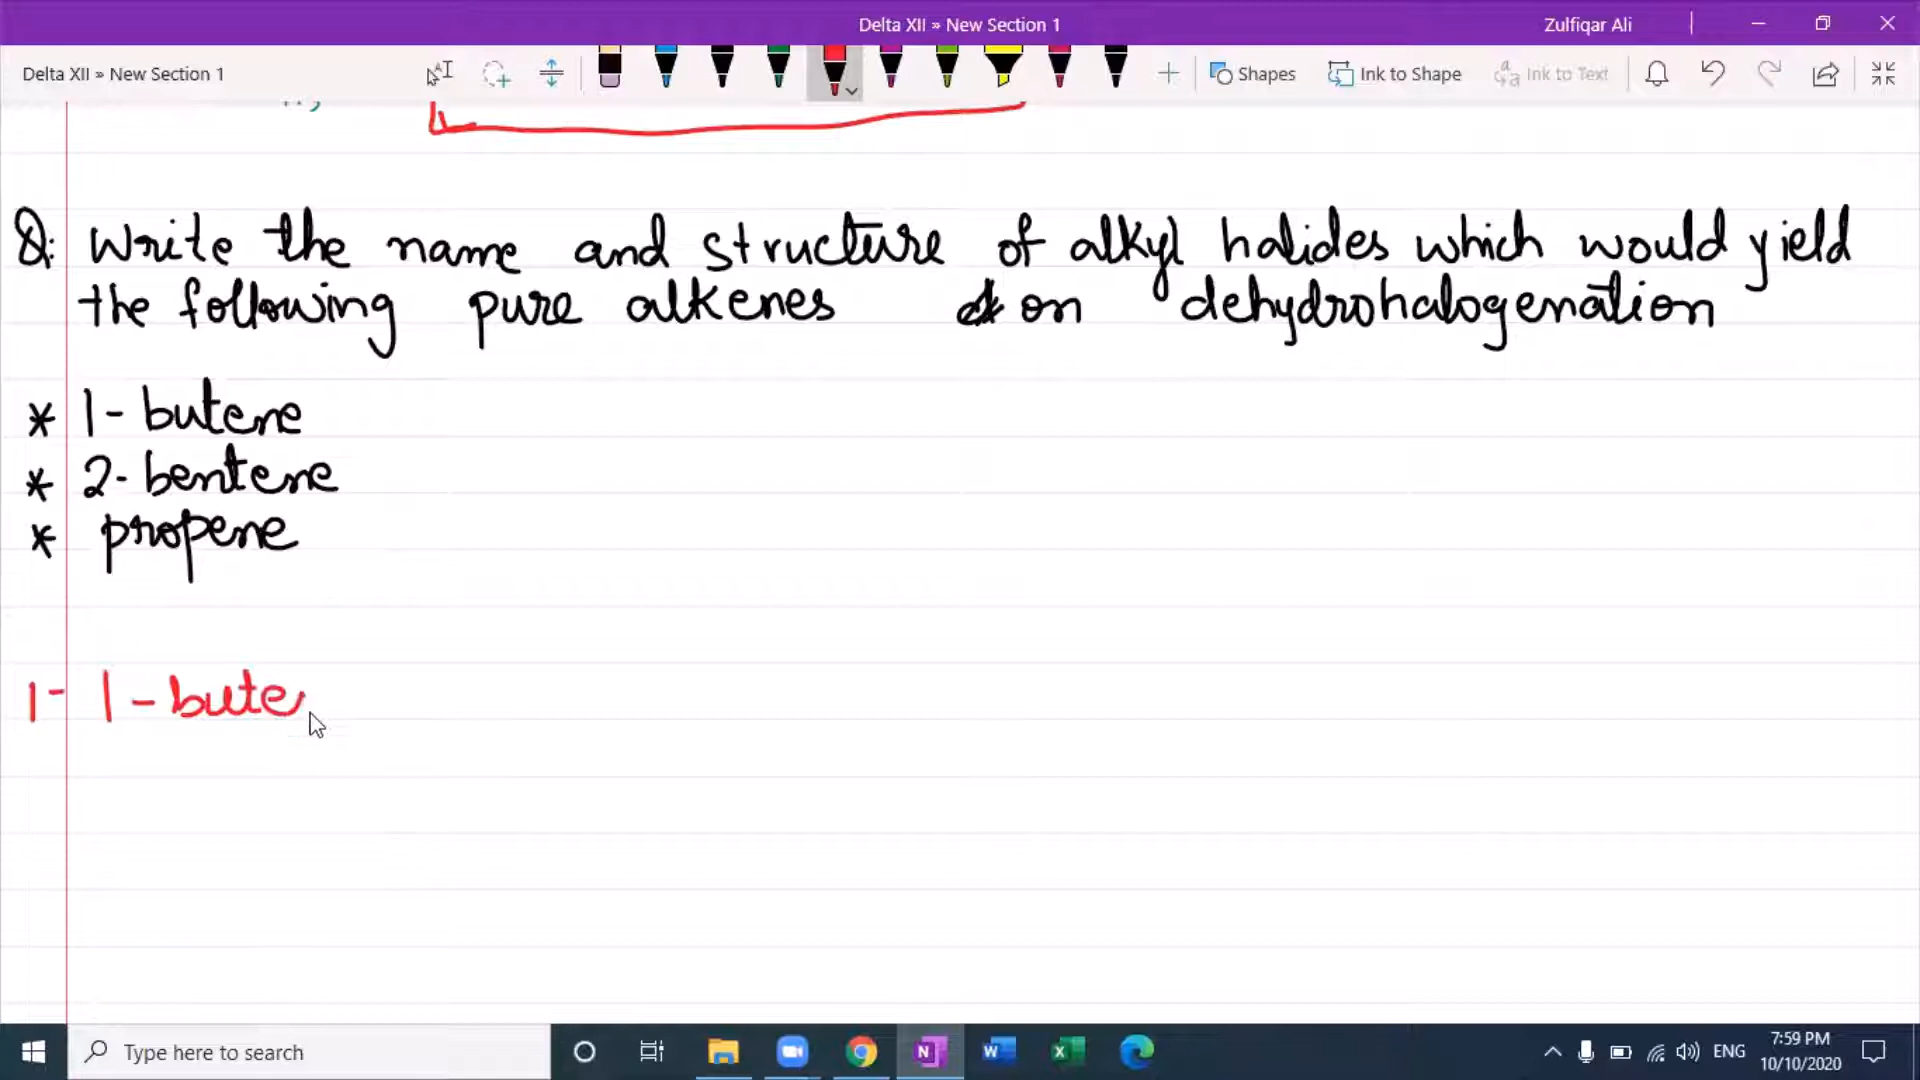 Delta XII » New Section 1
Zulfiqar Ali
Delta XII » New Section 1
Shapes
Ink to Shape
Ink to Text
Q: Write the name and structure of alkyl halides which would yield
the following pure alkenes on dehydrohalogenation
* 1- butene
* 2- bentene
* propene
1- 1 - bute
Type here to search
ENG
7:59 PM
10/10/2020